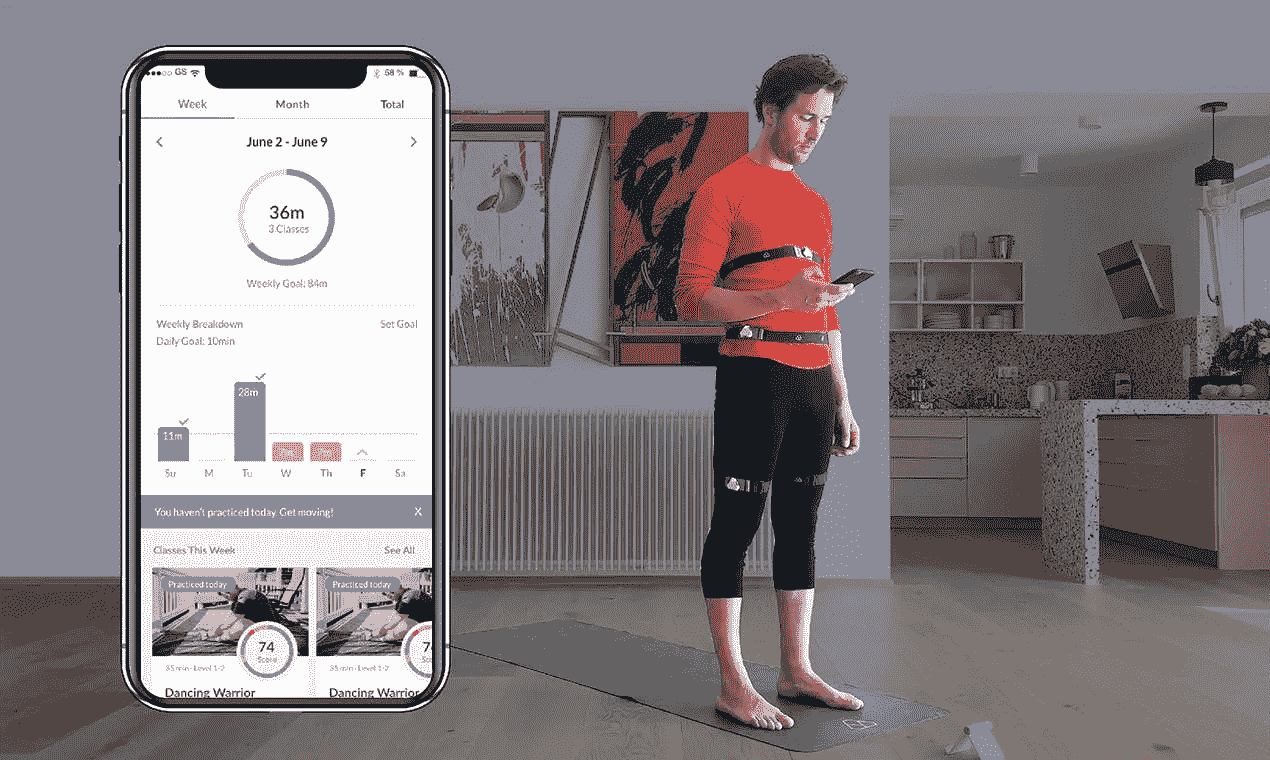 GS
58 %
Week Month Total
June 2 - June 9
36m
3 Classes
Weekly Goal: 84m
Weekly Breakdown Set Goal
Daily Goal: 10min
28m
11m
Su M Tu W Th F Sa
You haven't practiced today. Get moving! X
Classes This Week See All
Practiced today Practiced today
74
Score
35 min · Level 1-2 35 min · Level 1-2
Dancing Warrior Dancing Warrior